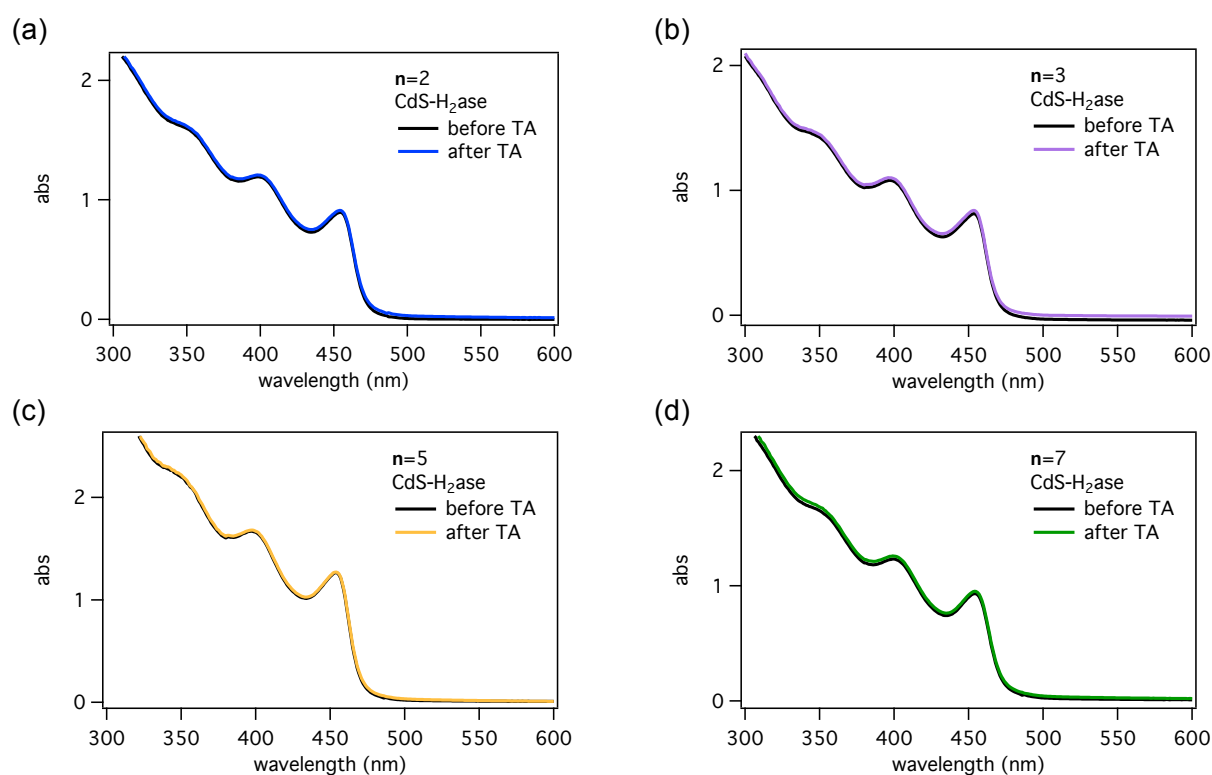 (a)
n=2
CdS-H₂ase
before TA
after TA
abs
2
1
0
300 350 400 450 500 550 600
wavelength (nm)
(b)
n=3
CdS-H₂ase
before TA
after TA
abs
2
1
0
300 350 400 450 500 550 600
wavelength (nm)
(c)
n=5
CdS-H₂ase
before TA
after TA
abs
2
1
0
300 350 400 450 500 550 600
wavelength (nm)
(d)
n=7
CdS-H₂ase
before TA
after TA
abs
2
1
0
300 350 400 450 500 550 600
wavelength (nm)